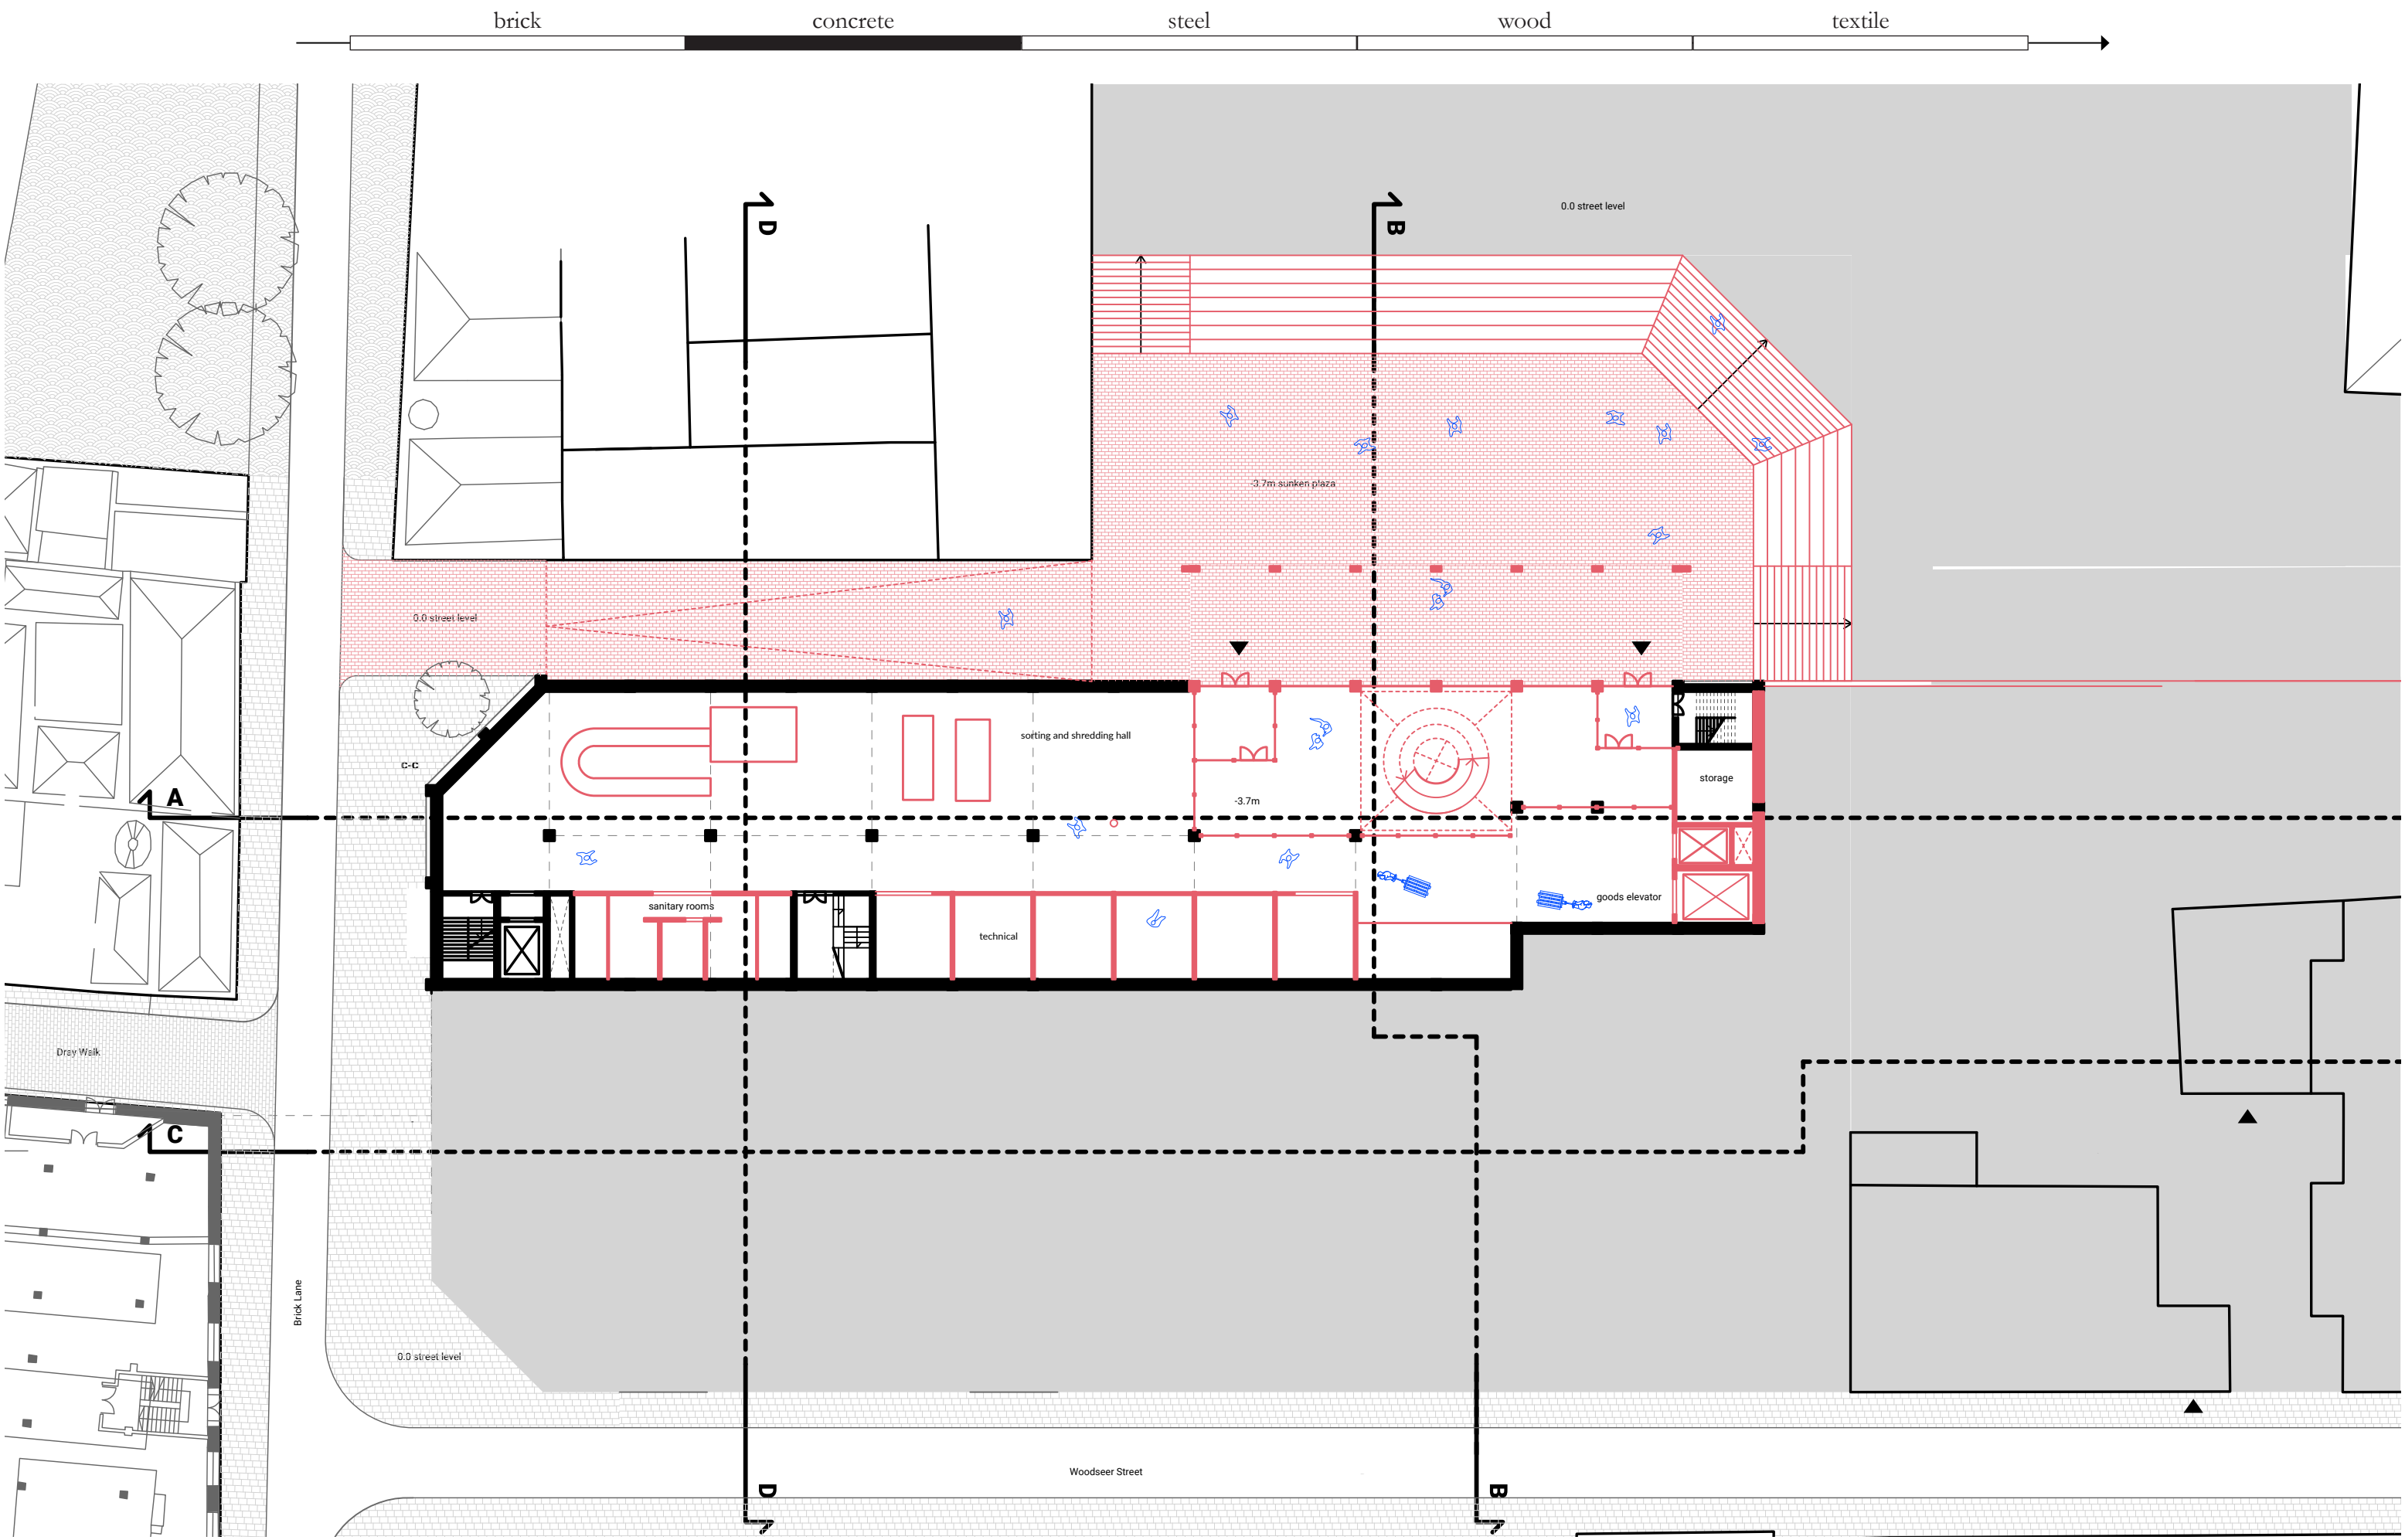 brick concrete steel wood textile
D B
0.0 street level
-3.7m sunken plaza
0.0 street level
sorting and shredding hall
C-C
storage
A
-3.7m
goods elevator
sanitary rooms
technical
Dray Walk
C
Brick Lane
0.0 street level
Woodseer Street
D B